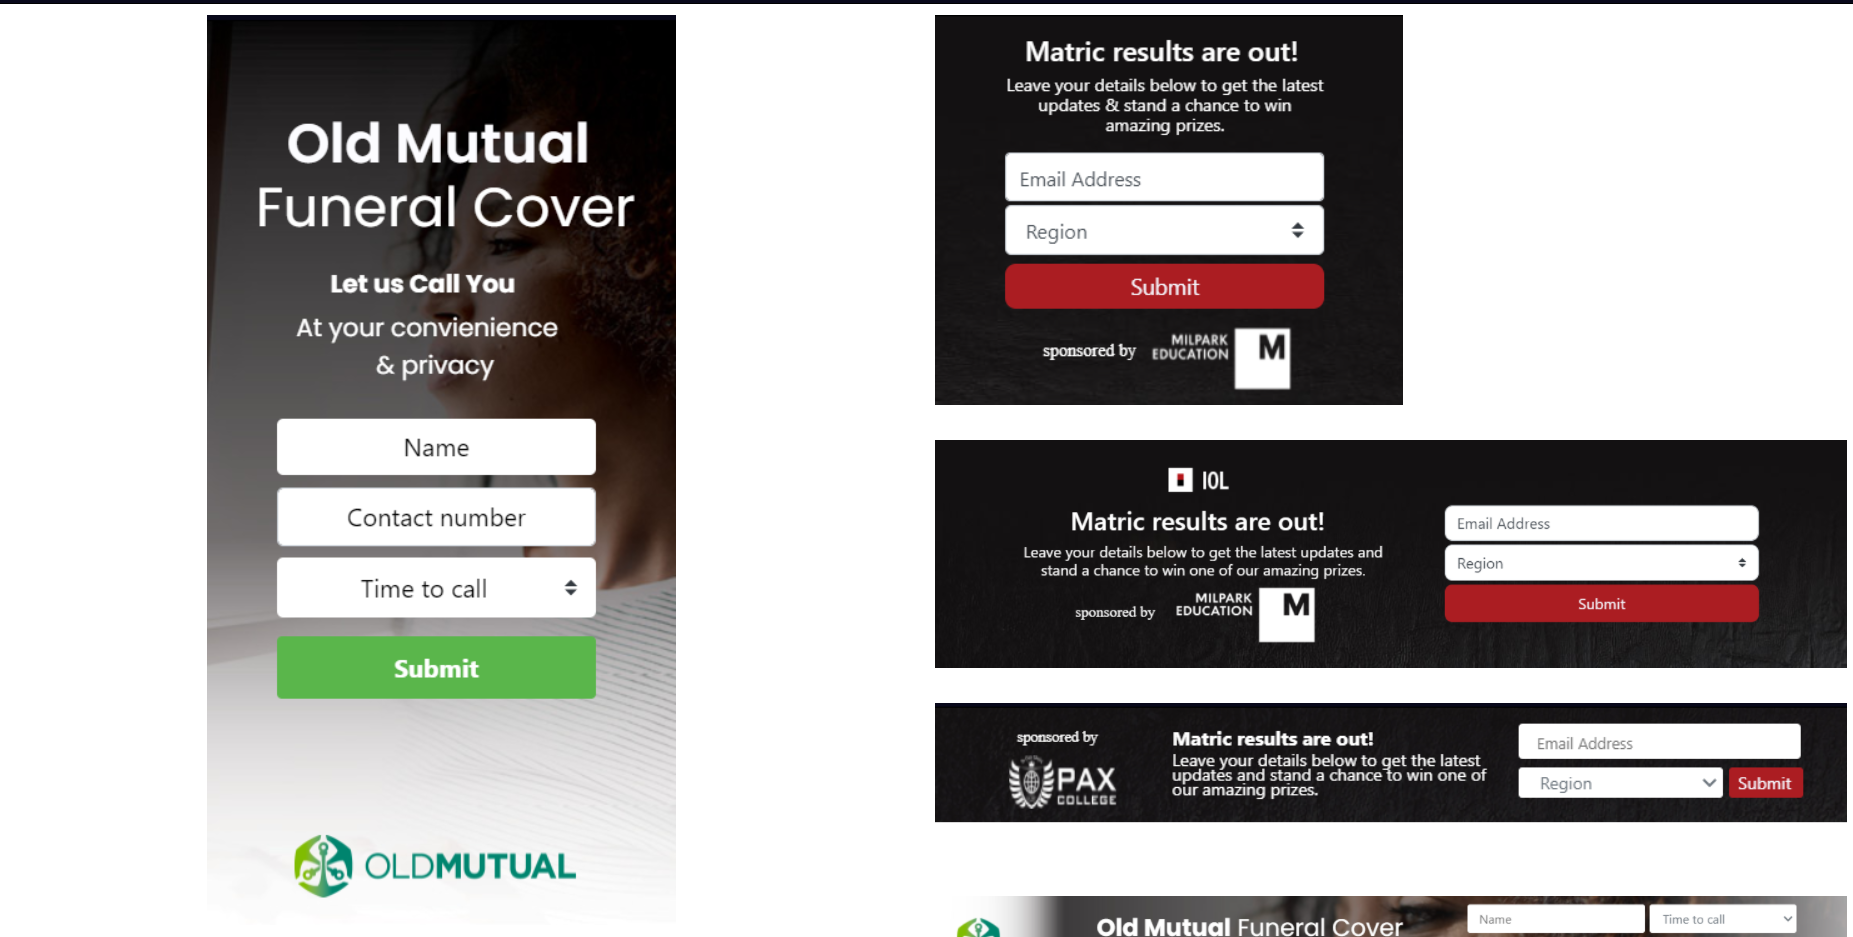 Old Mutual
Funeral Cover
Let us Call You
At your convienience
& privacy
Name
Contact number
Time to call
Submit
OLDMUTUAL
Matric results are out!
Leave your details below to get the latest
updates & stand a chance to win
amazing prizes.
Email Address
Region
Submit
sponsored by
MILPARK
EDUCATION
M
IOL
Matric results are out!
Leave your details below to get the latest updates and
stand a chance to win one of our amazing prizes.
sponsored by
MILPARK
EDUCATION
M
Email Address
Region
Submit
sponsored by
PAX
COLLEGE
Matric results are out!
Leave your details below to get the latest
updates and stand a chance to win one of
our amazing prizes.
Email Address
Region
Submit
Old Mutual Funeral Cover
Name
Time to call